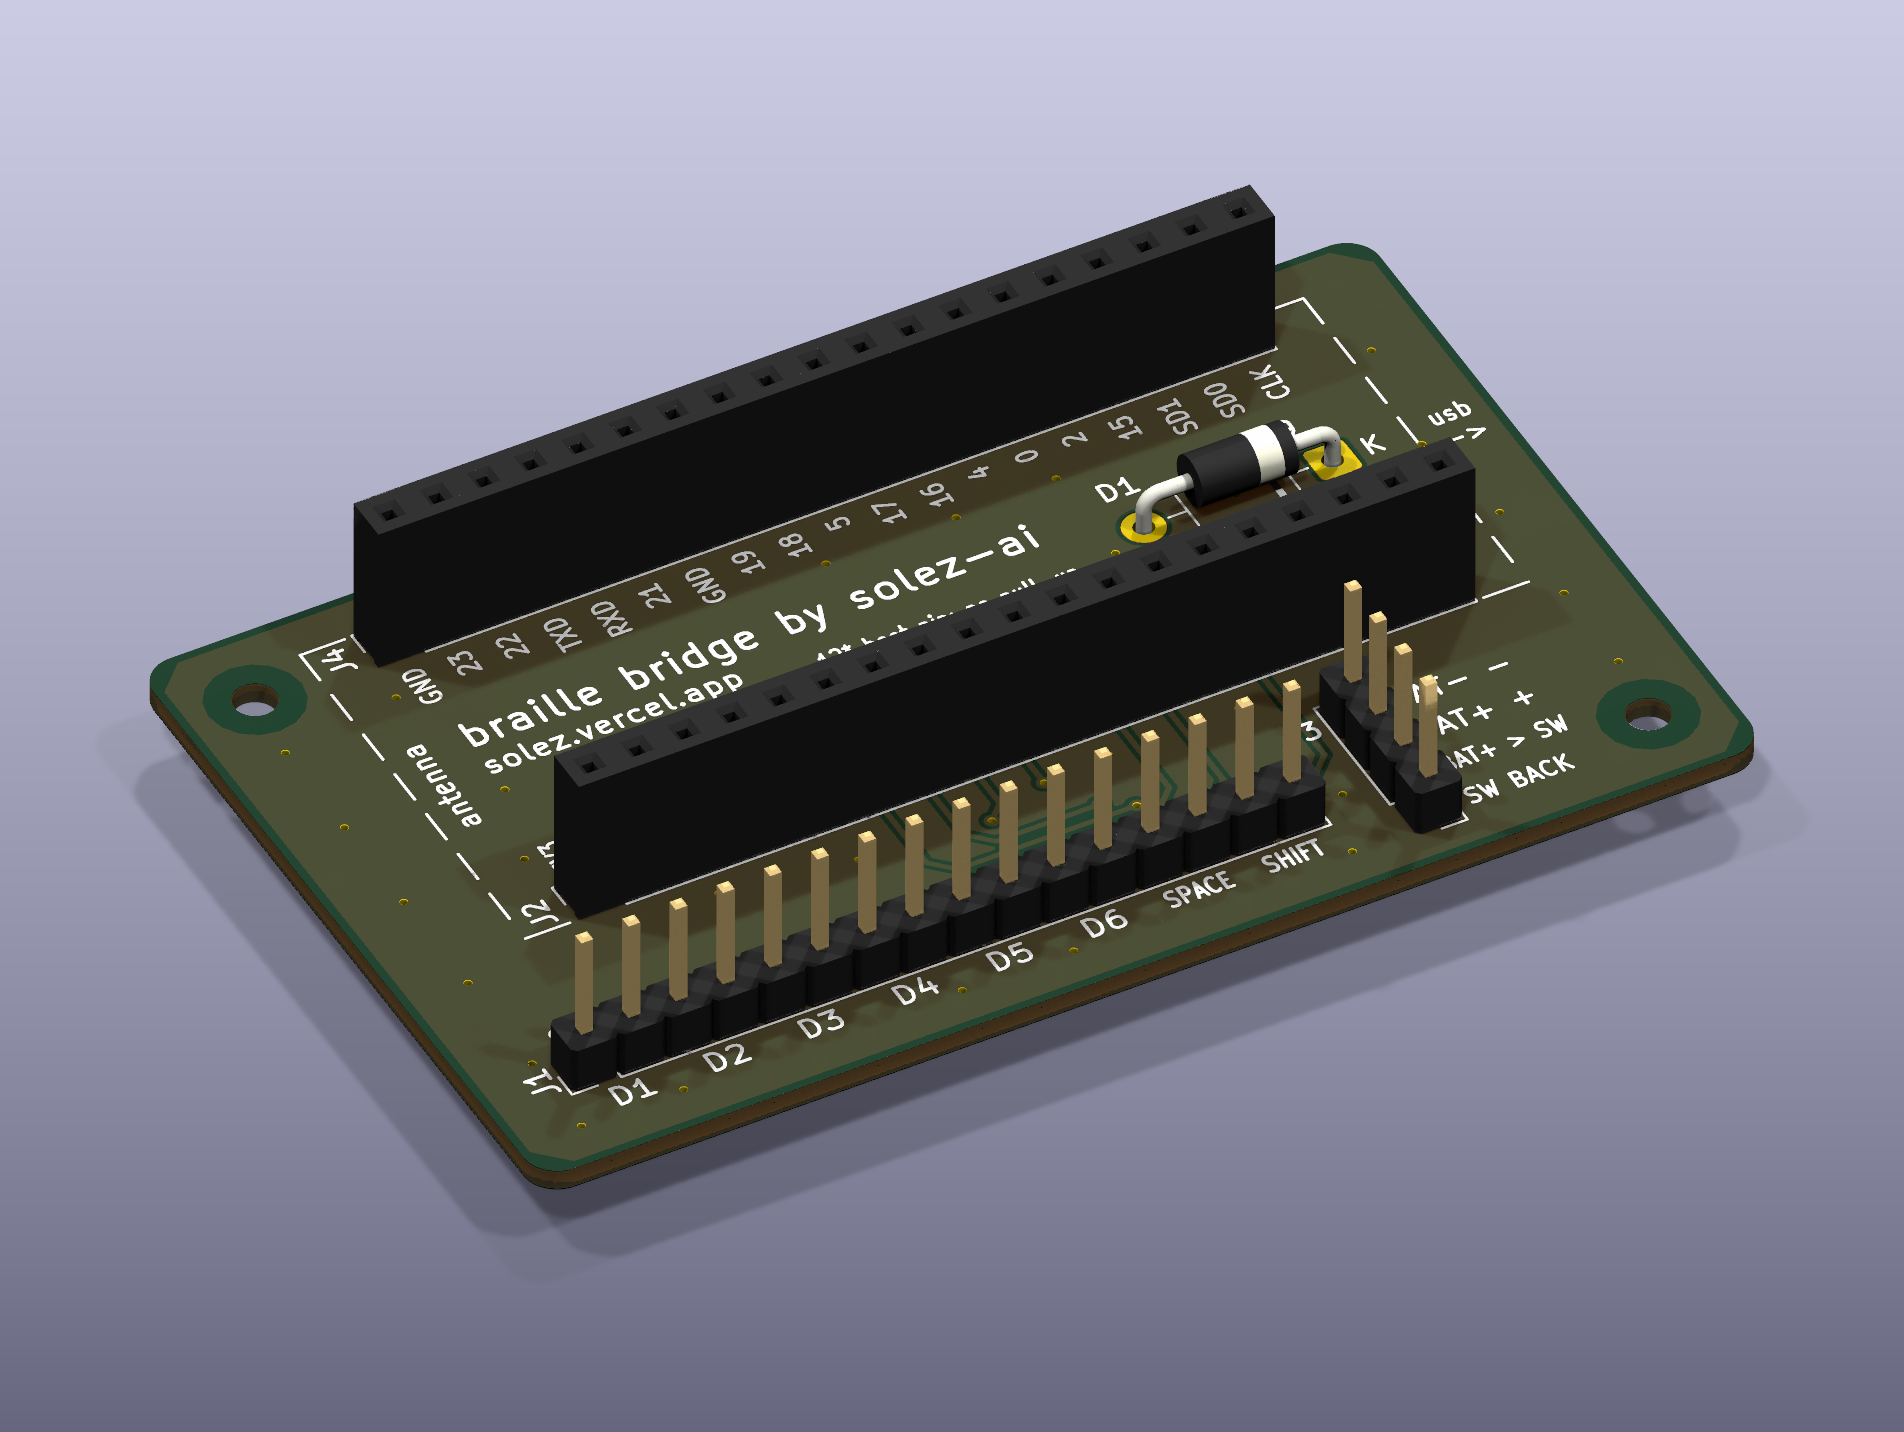 CLK
SD0
SD1
15
2
0
4
16
17
5
18
19
GND
21
RXD
TXD
22
23
GND
J4
usb
->
K
D1
braille bridge by solez-ai
solez.vercel.app
antenna
J2
J1
D1
D2
D3
D4
D5
D6
SPACE
SHIFT
-
AT+ +
BAT+ > SW
SW BACK